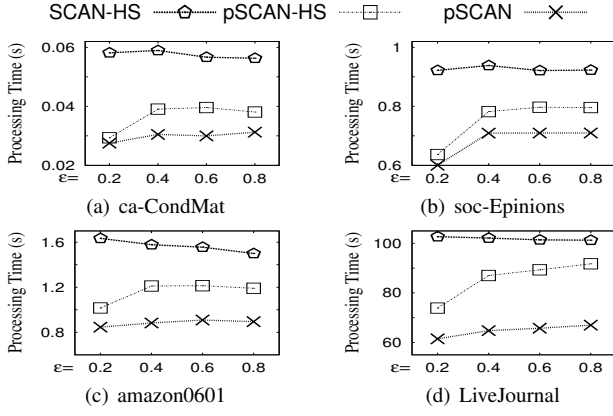 SCAN-HS pSCAN-HS pSCAN
Processing Time (s)
0.06
0.04
0.02
ε= 0.2 0.4 0.6 0.8
(a) ca-CondMat
Processing Time (s)
1
0.8
0.6
ε= 0.2 0.4 0.6 0.8
(b) soc-Epinions
Processing Time (s)
1.6
1.2
0.8
ε= 0.2 0.4 0.6 0.8
(c) amazon0601
Processing Time (s)
100
80
60
ε= 0.2 0.4 0.6 0.8
(d) LiveJournal